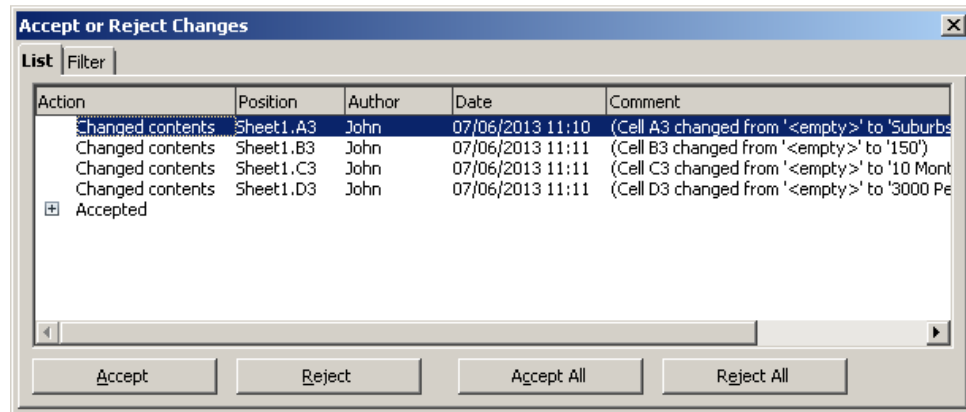 Accept or Reject Changes
List Filter
Action Position Author Date Comment
Changed contents Sheet1.A3 John 07/06/2013 11:10 (Cell A3 changed from '<empty>' to 'Suburbs
Changed contents Sheet1.B3 John 07/06/2013 11:11 (Cell B3 changed from '<empty>' to '150')
Changed contents Sheet1.C3 John 07/06/2013 11:11 (Cell C3 changed from '<empty>' to '10 Mont
Changed contents Sheet1.D3 John 07/06/2013 11:11 (Cell D3 changed from '<empty>' to '3000 Pe
Accepted
Accept Reject Accept All Reject All